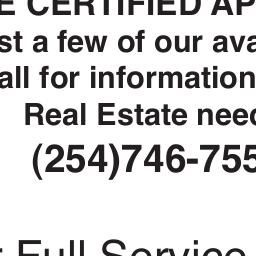 E CERTIFIED AP
st a few of our ava
all for information
Real Estate need
(254)746-755
r Full Service